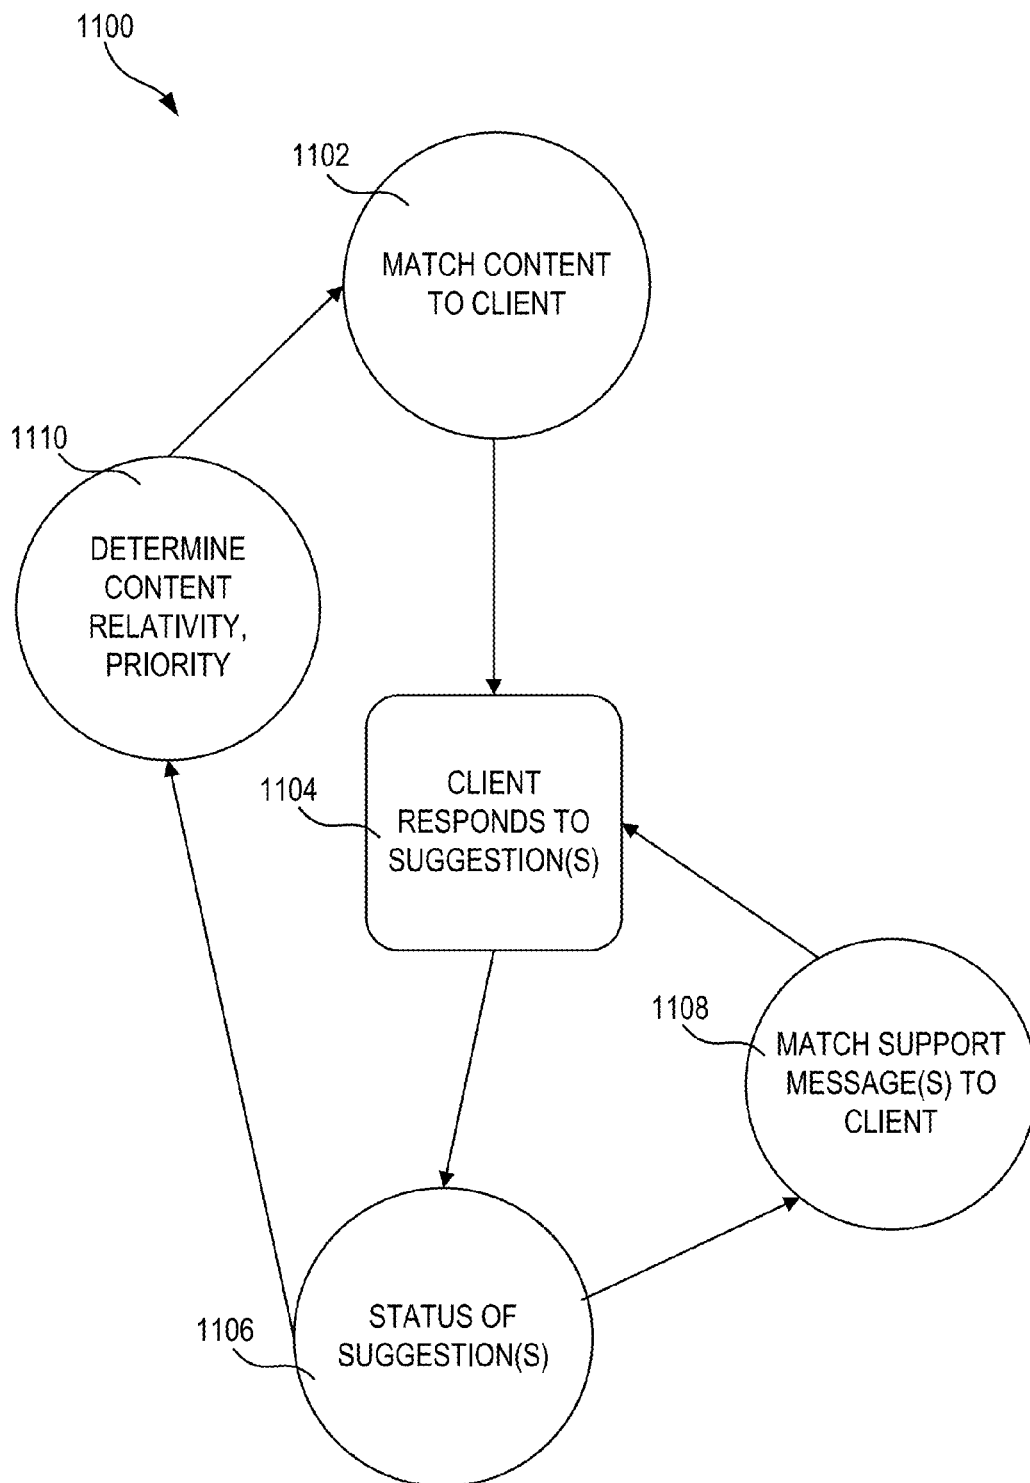 1100
1102
MATCH CONTENT
TO CLIENT
1110
DETERMINE
CONTENT
RELATIVITY,
PRIORITY
1104
CLIENT
RESPONDS TO
SUGGESTION(S)
1108
MATCH SUPPORT
MESSAGE(S) TO
CLIENT
1106
STATUS OF
SUGGESTION(S)